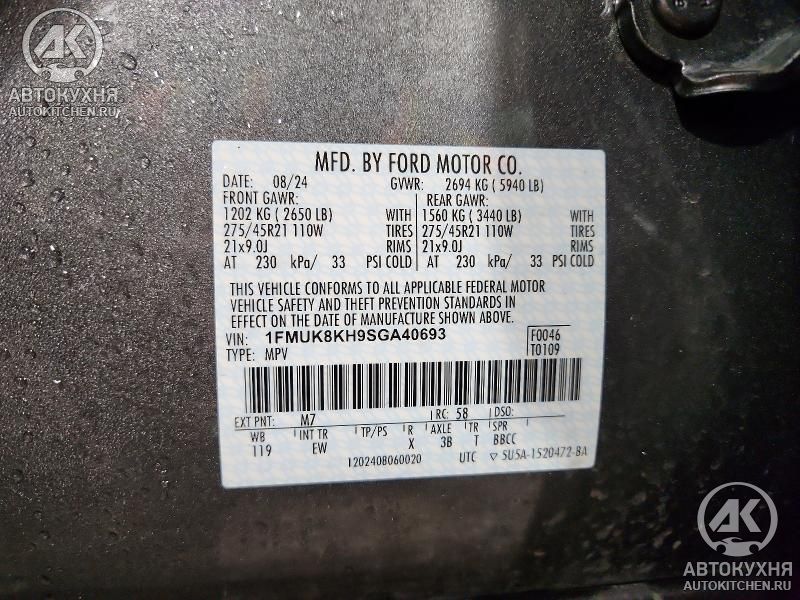 AK
АВТОКУХНЯ
AUTOKITCHEN.RU
MFD. BY FORD MOTOR CO.
DATE: 08/24 GVWR: 2694 KG ( 5940 LB)
FRONT GAWR: REAR GAWR:
1202 KG ( 2650 LB) WITH 1560 KG ( 3440 LB) WITH
275/45R21 110W TIRES 275/45R21 110W TIRES
21x9.0J RIMS 21x9.0J RIMS
AT 230 kPa/ 33 PSI COLD AT 230 kPa/ 33 PSI COLD
THIS VEHICLE CONFORMS TO ALL APPLICABLE FEDERAL MOTOR
VEHICLE SAFETY AND THEFT PREVENTION STANDARDS IN
EFFECT ON THE DATE OF MANUFACTURE SHOWN ABOVE.
VIN: 1FMUK8KH9SGA40693 F0046
TYPE: MPV T0109
EXT PNT: M7 RC: 58 DSO:
WB INT TR TP/PS R AXLE TR SPR
119 EW X 3B T BBCC
1202408060020 UTC ▽ SU5A-1520472-BA
AK
АВТОКУХНЯ
AUTOKITCHEN.RU